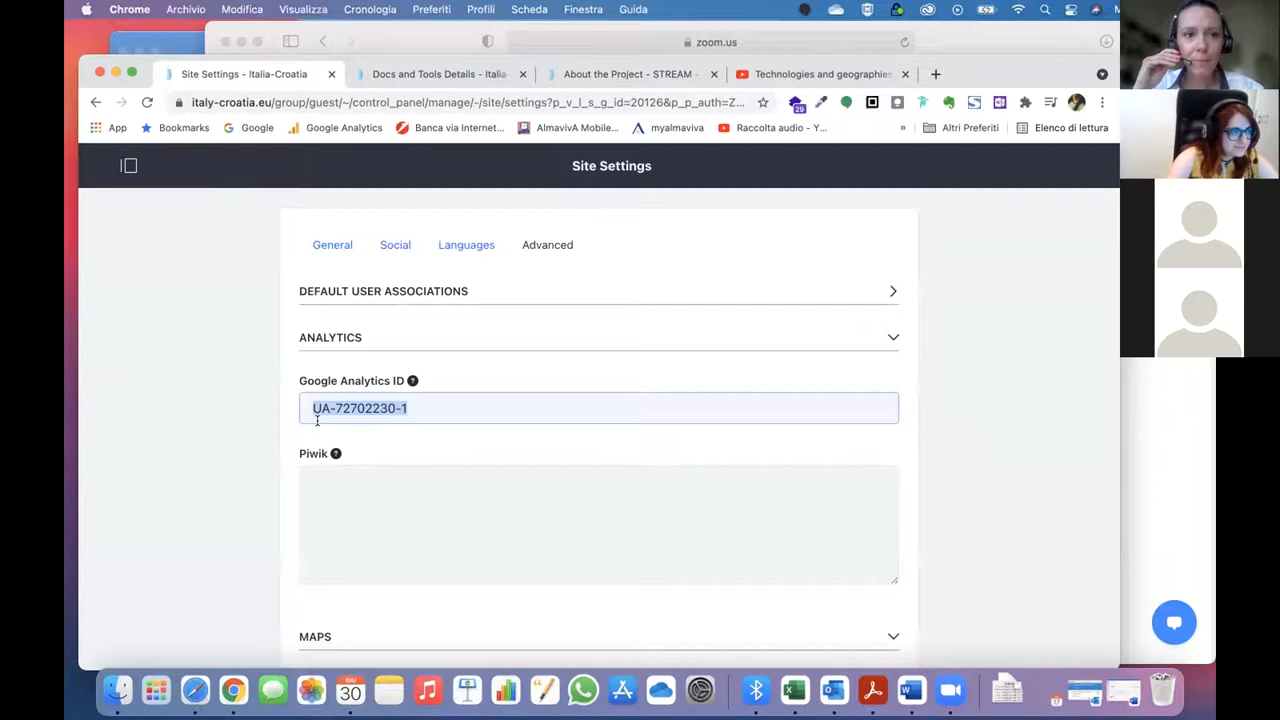 Chrome Archivio Modifica Visualizza Cronologia Preferiti Profili Scheda Finestra Guida
zoom.us
Site Settings - Italia-Croatia
Docs and Tools Details - Italia-
About the Project - STREAM -
Technologies and geographies
italy-croatia.eu/group/guest/~/control_panel/manage/-/site/settings?p_v_l_s_g_id=20126&p_p_auth=Z...
29
App Bookmarks Google Google Analytics Banca via Internet... AlmavivA Mobile... myalmaviva Raccolta audio - Y... » Altri Preferiti Elenco di lettura
Site Settings
General Social Languages Advanced
DEFAULT USER ASSOCIATIONS
ANALYTICS
Google Analytics ID ?
UA-72702230-1
Piwik ?
MAPS
GIU
30